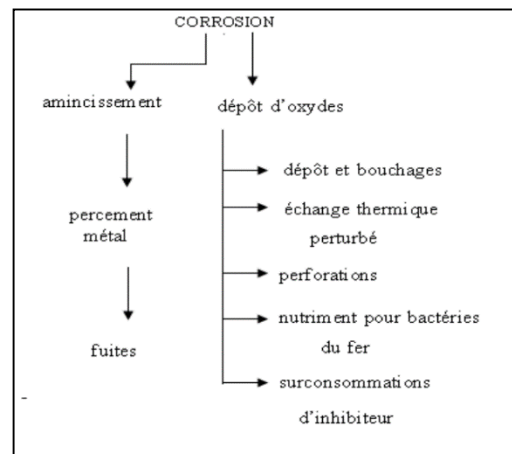 CORROSION
amincissement
dépôt d'oxydes
percement
métal
fuites
dépôt et bouchages
échange thermique
perturbé
perforations
nutriment pour bactéries
du fer
surconsommations
d'inhibiteur